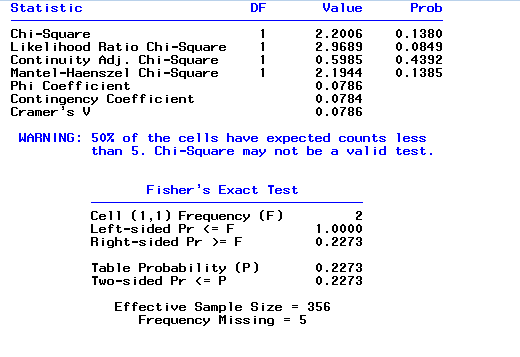 Statistic DF Value Prob
Chi-Square 1 2.2006 0.1380
Likelihood Ratio Chi-Square 1 2.9689 0.0849
Continuity Adj. Chi-Square 1 0.5985 0.4392
Mantel-Haenszel Chi-Square 1 2.1944 0.1385
Phi Coefficient 0.0786
Contingency Coefficient 0.0784
Cramer's V 0.0786
WARNING: 50% of the cells have expected counts less
than 5. Chi-Square may not be a valid test.
Fisher's Exact Test
Cell (1,1) Frequency (F) 2
Left-sided Pr <= F 1.0000
Right-sided Pr >= F 0.2273
Table Probability (P) 0.2273
Two-sided Pr <= P 0.2273
Effective Sample Size = 356
Frequency Missing = 5